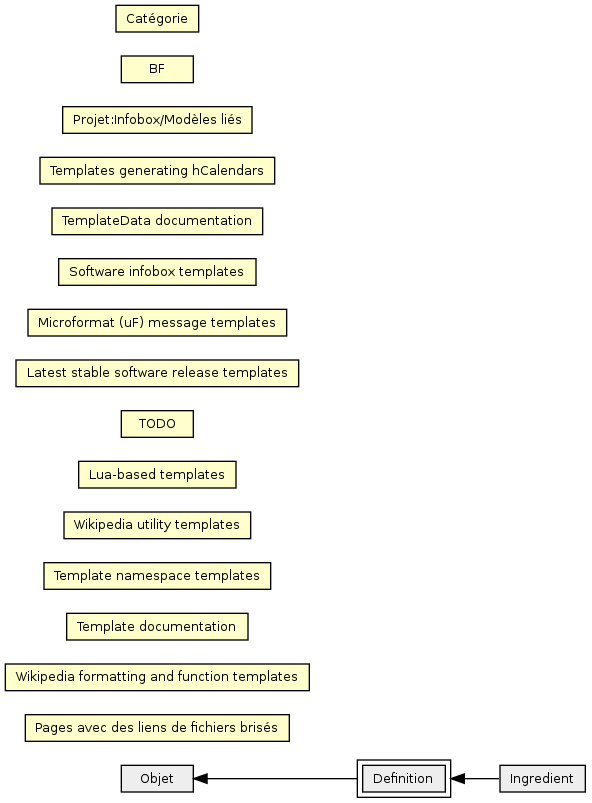 Catégorie
BF
Projet:Infobox/Modèles liés
Templates generating hCalendars
TemplateData documentation
Software infobox templates
Microformat (uF) message templates
Latest stable software release templates
TODO
Lua-based templates
Wikipedia utility templates
Template namespace templates
Template documentation
Wikipedia formatting and function templates
Pages avec des liens de fichiers brisés
Objet Definition Ingredient